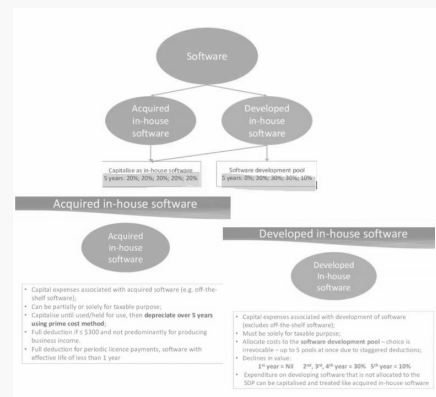 Software
Acquired
in-house
software
Developed
in-house
software
Capitalise as in-house software
5 years: 20%; 20%; 20%; 20%; 20%
Software development pool
5 years: 0%; 30%; 30%; 30%; 10%
Acquired in-house software
Acquired
in-house
software
• Capital expenses associated with acquired software (e.g. off-the-
shelf software);
• Can be partially or solely for taxable purpose;
• Capitalise until used/held for use, then depreciate over 5 years
using prime cost method;
• Full deduction if ≤ $300 and not predominantly for producing
business income.
• Full deduction for periodic licence payments, software with
effective life of less than 1 year
Developed in-house software
Developed
In-house
software
• Capital expenses associated with development of software
(excludes off-the-shelf software);
• Must be solely for taxable purpose;
• Allocate costs to the software development pool – choice is
irrevocable – up to 5 pools at once due to staggered deductions;
• Declines in value:
1st year = Nil 2nd, 3rd, 4th year = 30% 5th year = 10%
• Expenditure on developing software that is not allocated to the
SDP can be capitalised and treated like acquired in-house software